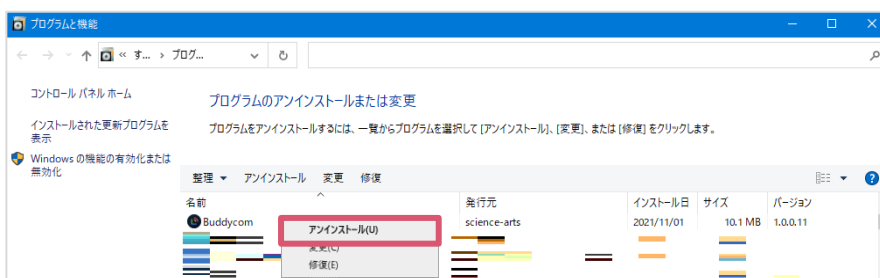 プログラムと機能
« す... › プログ...
コントロール パネル ホーム
インストールされた更新プログラムを
表示
Windows の機能の有効化または
無効化
プログラムのアンインストールまたは変更
プログラムをアンインストールするには、一覧からプログラムを選択して [アンインストール]、[変更]、または [修復] をクリックします。
整理 アンインストール 変更 修復
名前 発行元 インストール日 サイズ バージョン
Buddycom science-arts 2021/11/01 10.1 MB 1.0.0.11
アンインストール(U)
変更(C)
修復(E)